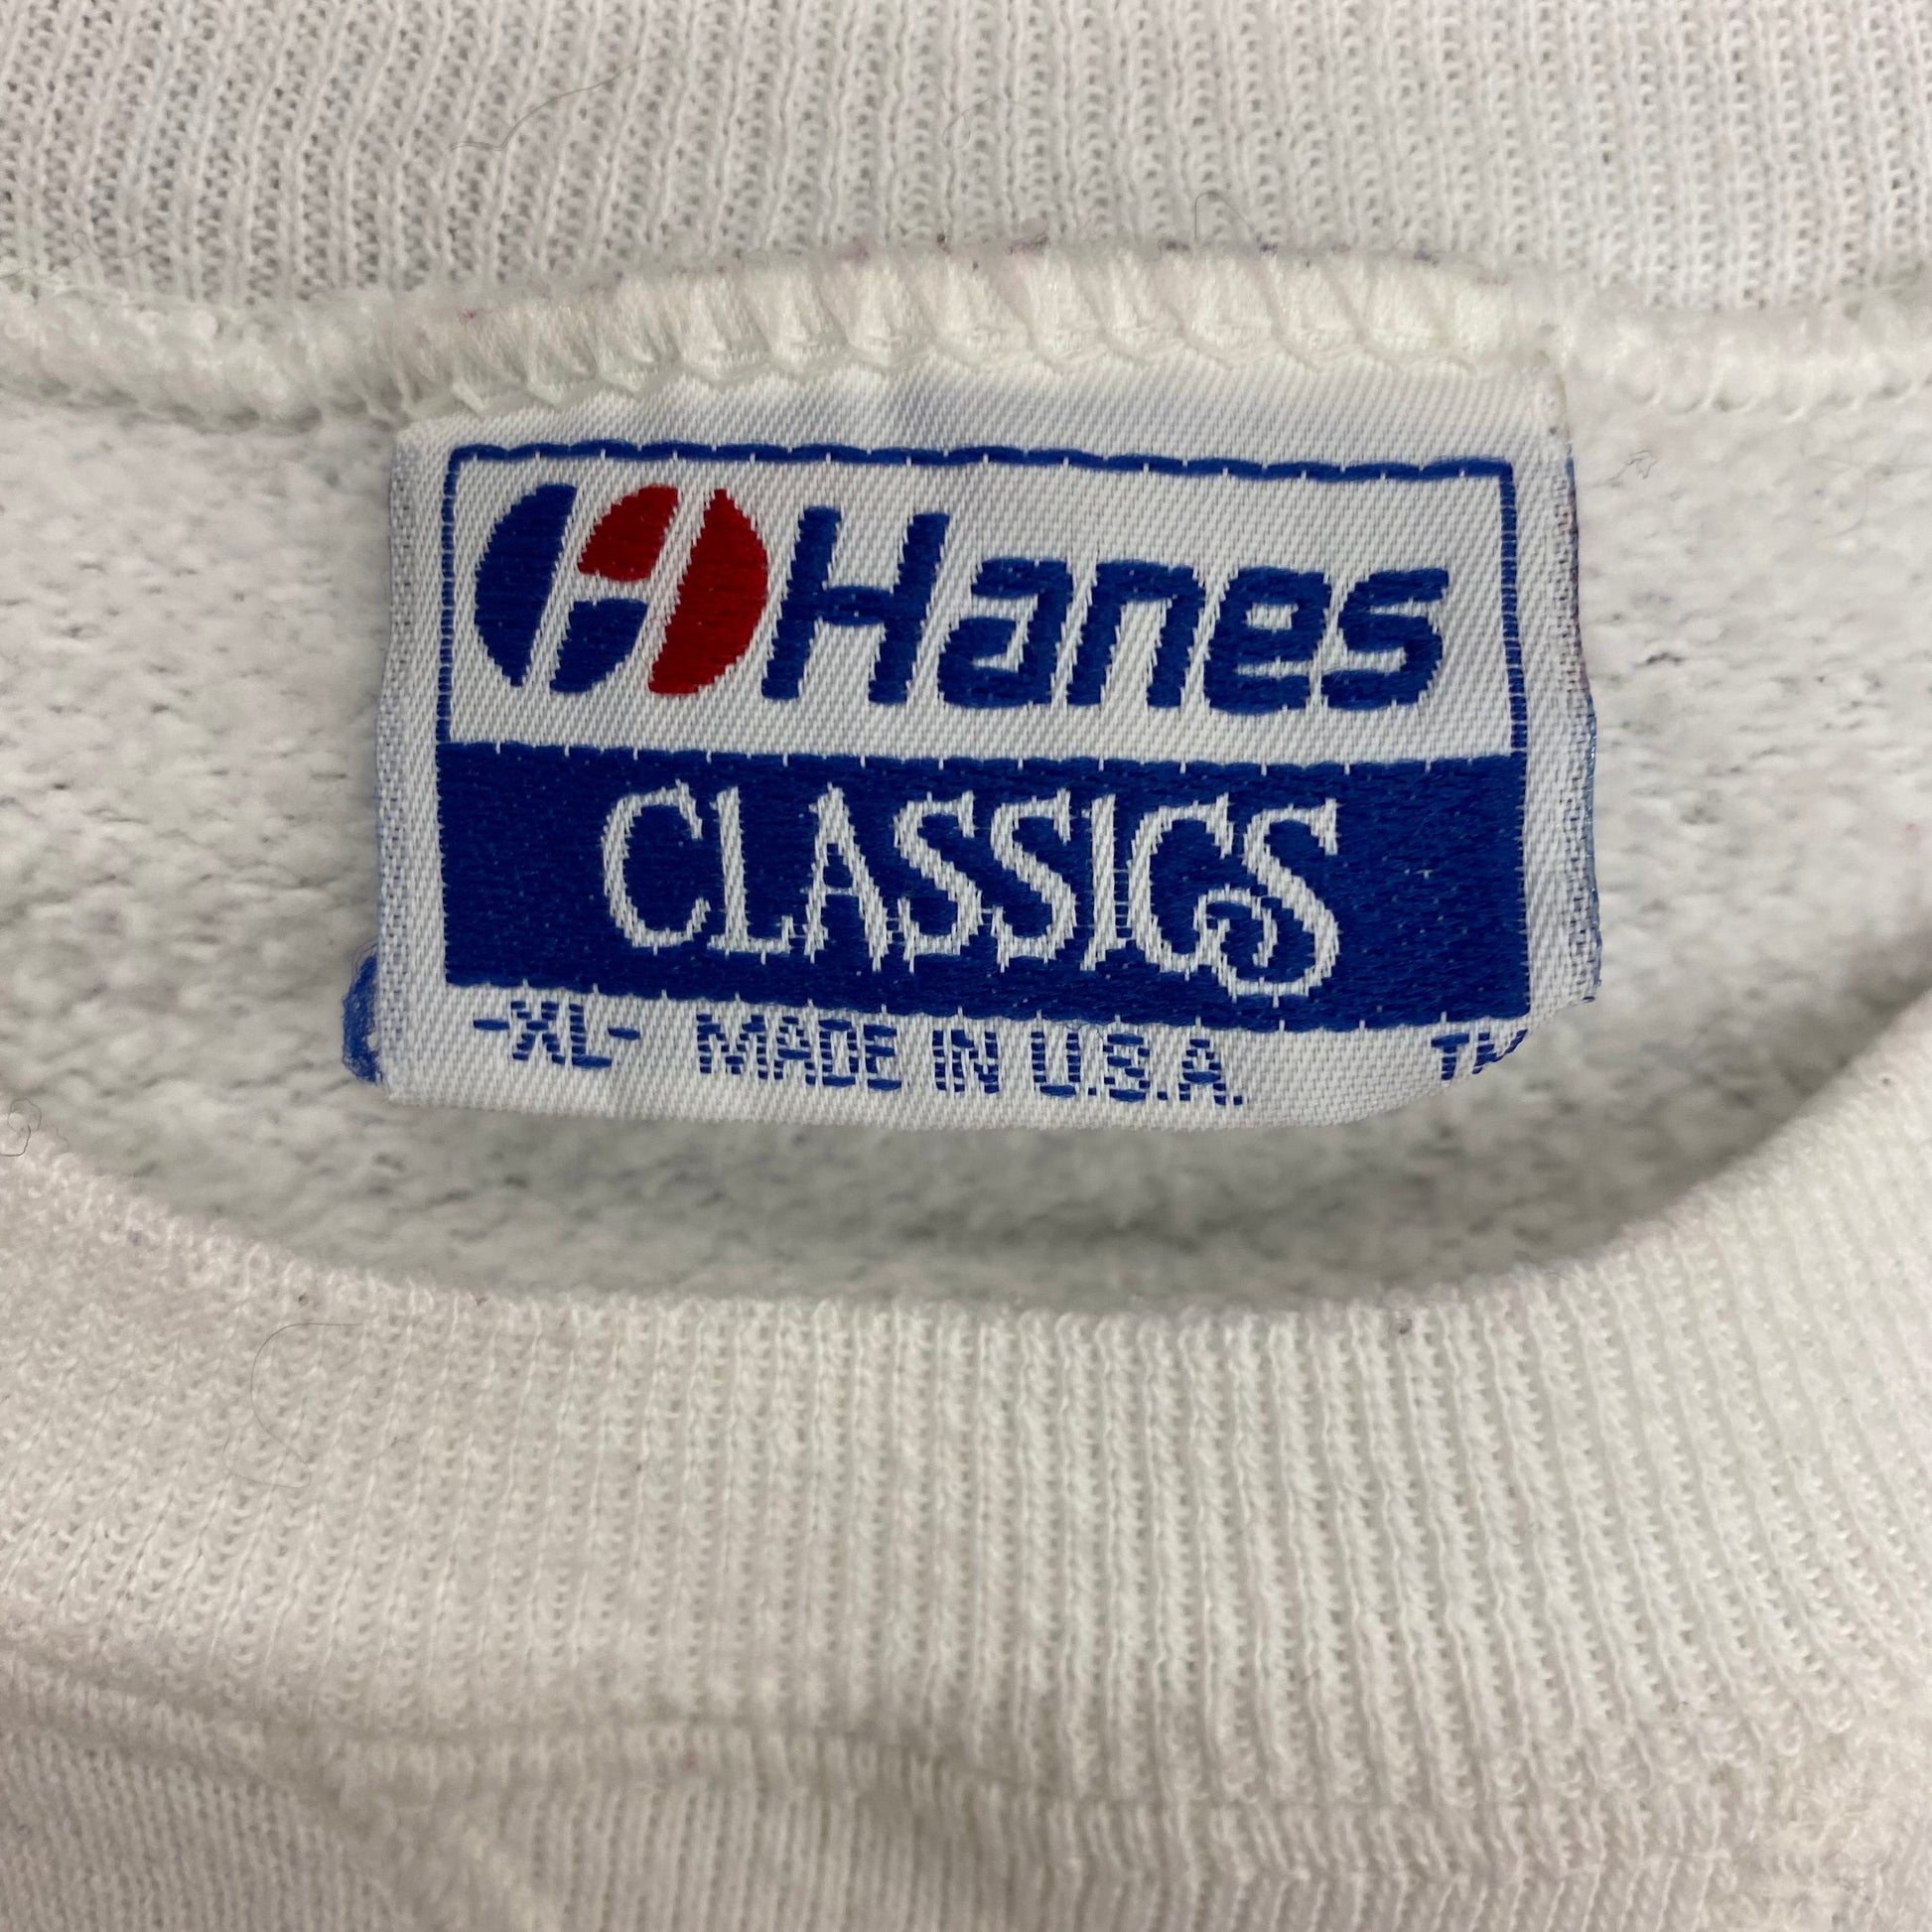 Hanes
CLASSICS
-XL- MADE IN U.S.A.